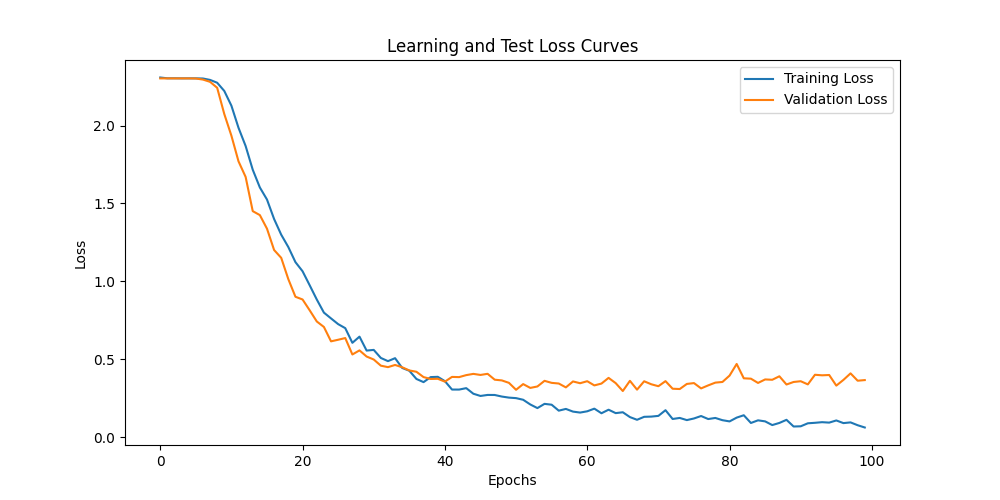 Learning and Test Loss Curves
Training Loss
Validation Loss
2.0
1.5
1.0
0.5
0.0
Loss
0 20 40 60 80 100
Epochs